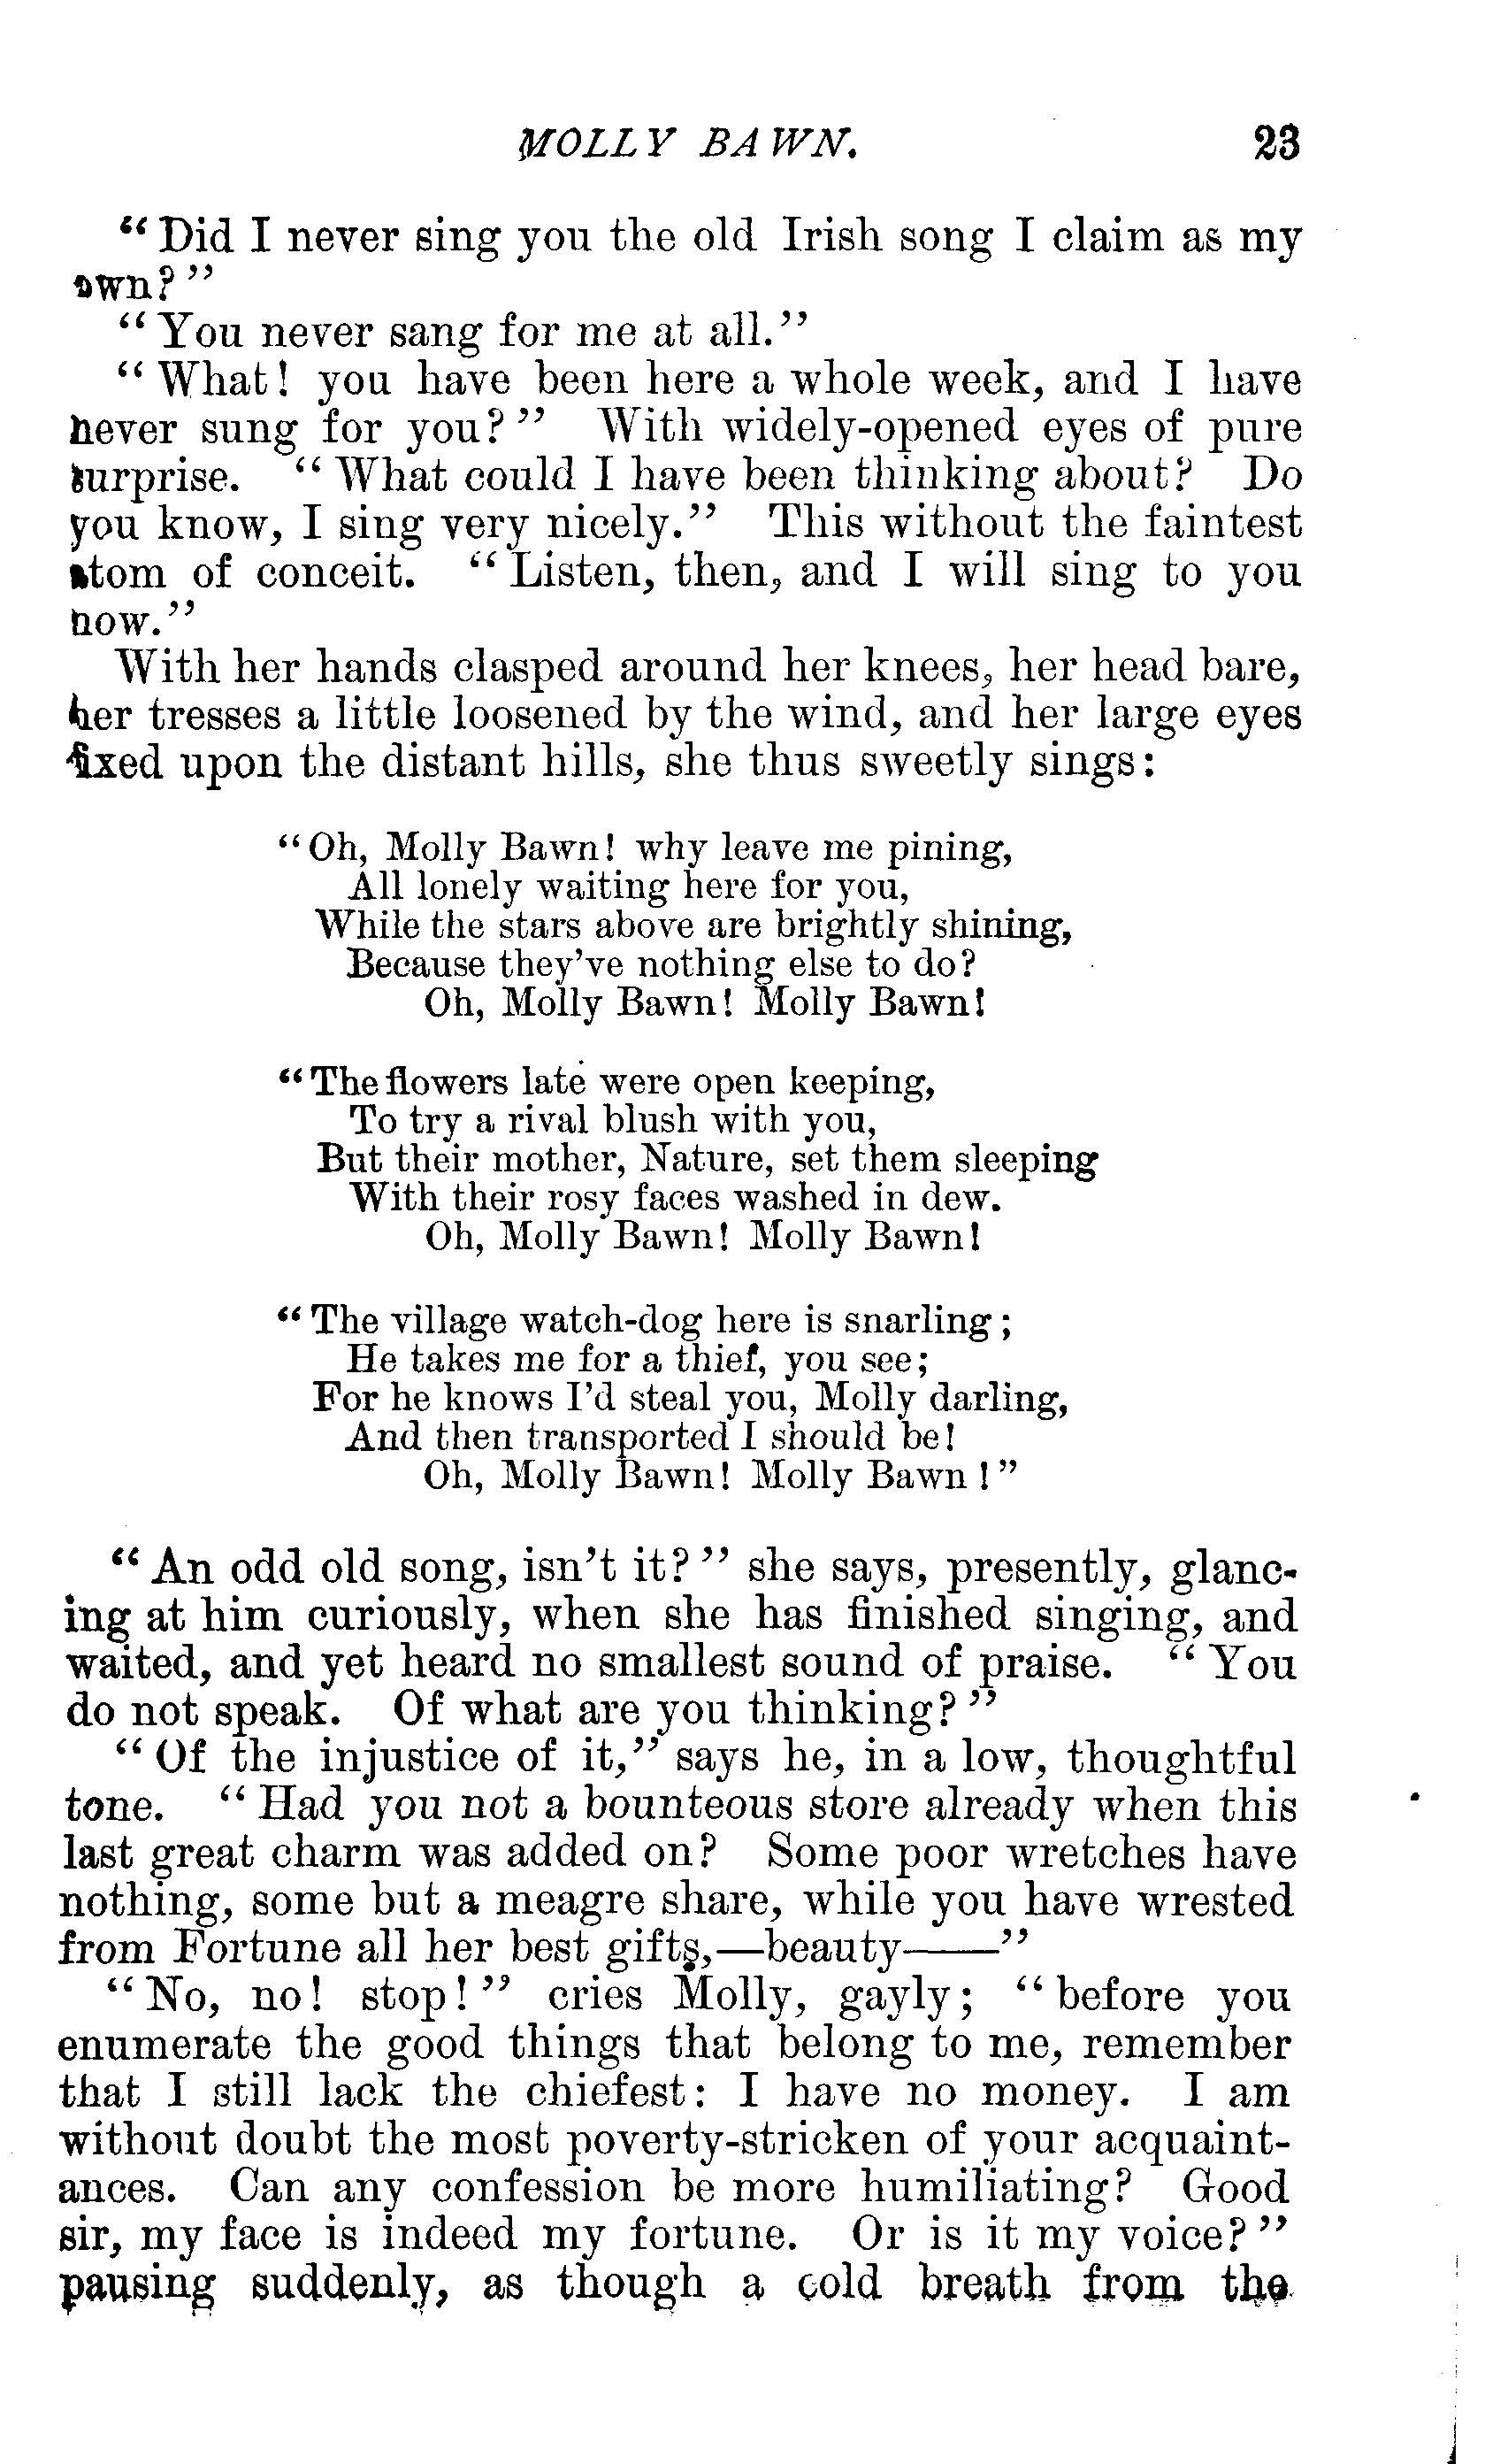 MOLLY BAWN. 23
"Did I never sing you the old Irish song I claim as my
own?"
"You never sang for me at all."
"What! you have been here a whole week, and I have
never sung for you?" With widely-opened eyes of pure
surprise. "What could I have been thinking about? Do
you know, I sing very nicely." This without the faintest
atom of conceit. "Listen, then, and I will sing to you
now."
With her hands clasped around her knees, her head bare,
her tresses a little loosened by the wind, and her large eyes
fixed upon the distant hills, she thus sweetly sings:
"Oh, Molly Bawn! why leave me pining,
All lonely waiting here for you,
While the stars above are brightly shining,
Because they've nothing else to do?
Oh, Molly Bawn! Molly Bawn!
"The flowers late were open keeping,
To try a rival blush with you,
But their mother, Nature, set them sleeping
With their rosy faces washed in dew.
Oh, Molly Bawn! Molly Bawn!
"The village watch-dog here is snarling;
He takes me for a thief, you see;
For he knows I'd steal you, Molly darling,
And then transported I should be!
Oh, Molly Bawn! Molly Bawn!"
"An odd old song, isn't it?" she says, presently, glanc-
ing at him curiously, when she has finished singing, and
waited, and yet heard no smallest sound of praise. "You
do not speak. Of what are you thinking?"
"Of the injustice of it," says he, in a low, thoughtful
tone. "Had you not a bounteous store already when this
last great charm was added on? Some poor wretches have
nothing, some but a meagre share, while you have wrested
from Fortune all her best gifts,—beauty——"
"No, no! stop!" cries Molly, gayly; "before you
enumerate the good things that belong to me, remember
that I still lack the chiefest: I have no money. I am
without doubt the most poverty-stricken of your acquaint-
ances. Can any confession be more humiliating? Good
sir, my face is indeed my fortune. Or is it my voice?"
pausing suddenly, as though a cold breath from the